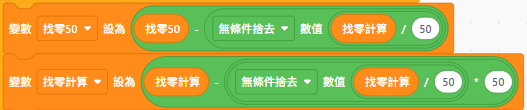 變數 找零50 設為 找零50 - 無條件捨去 數值 找零計算 / 50
變數 找零計算 設為 找零計算 - 無條件捨去 數值 找零計算 / 50 * 50